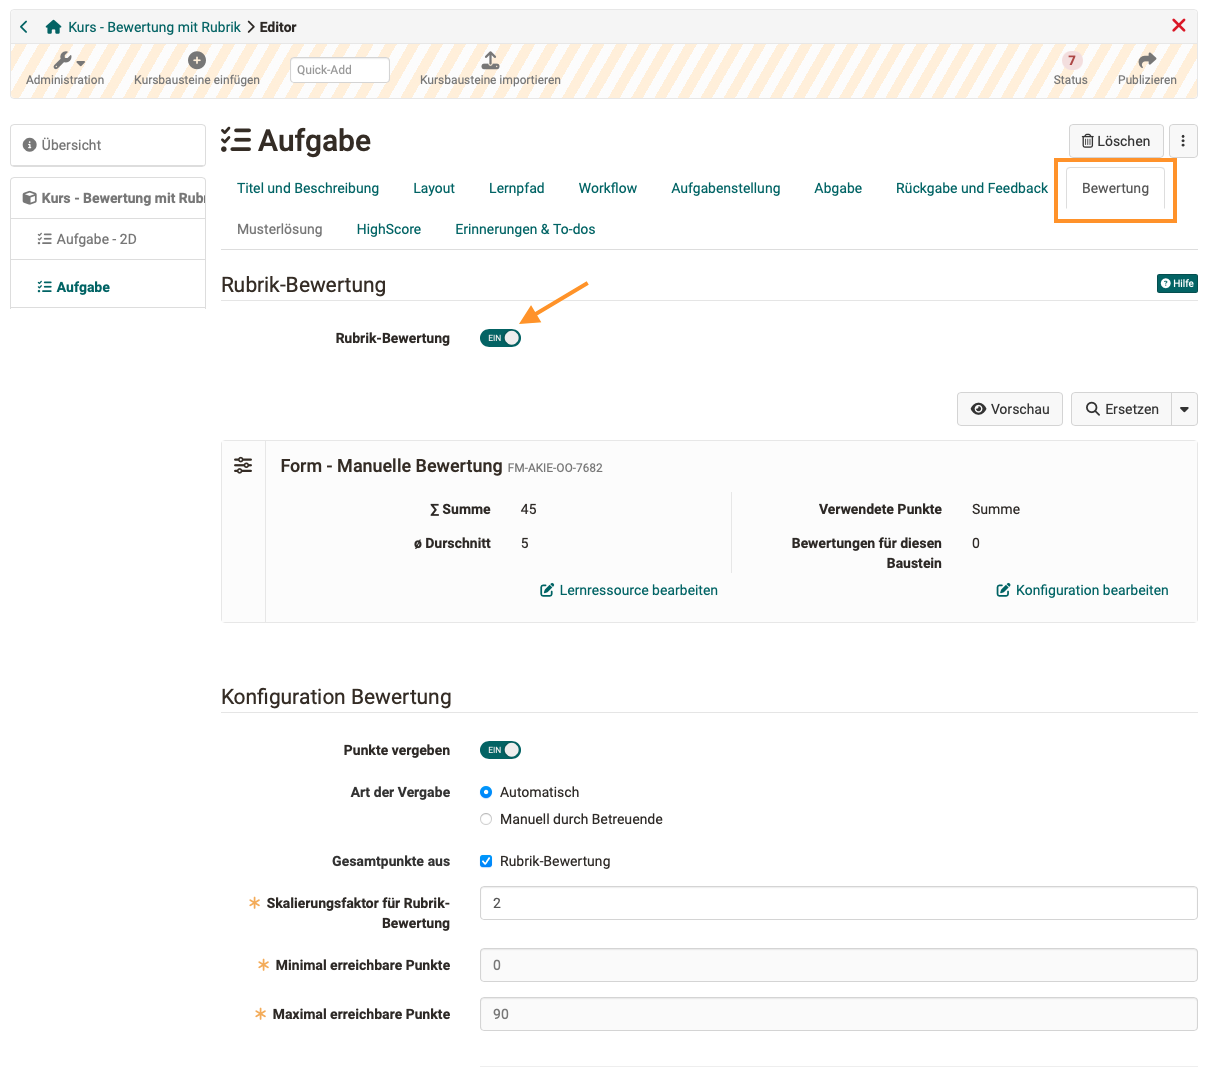 Kurs - Bewertung mit Rubrik Editor
Administration
Kursbausteine einfügen
Quick-Add
Kursbausteine importieren
7
Status
Publizieren
Übersicht
Kurs - Bewertung mit Rubr
Aufgabe - 2D
Aufgabe
Aufgabe
Löschen
Titel und Beschreibung Layout Lernpfad Workflow Aufgabenstellung Abgabe Rückgabe und Feedback Bewertung
Musterlösung HighScore Erinnerungen & To-dos
Rubrik-Bewertung
Hilfe
Rubrik-Bewertung EIN
Vorschau Ersetzen
Form - Manuelle Bewertung FM-AKIE-OO-7682
∑ Summe 45
ø Durschnitt 5
Verwendete Punkte Summe
Bewertungen für diesen 0
Baustein
Lernressource bearbeiten
Konfiguration bearbeiten
Konfiguration Bewertung
Punkte vergeben EIN
Art der Vergabe Automatisch
Manuell durch Betreuende
Gesamtpunkte aus Rubrik-Bewertung
Skalierungsfaktor für Rubrik- 2
Bewertung
Minimal erreichbare Punkte 0
Maximal erreichbare Punkte 90